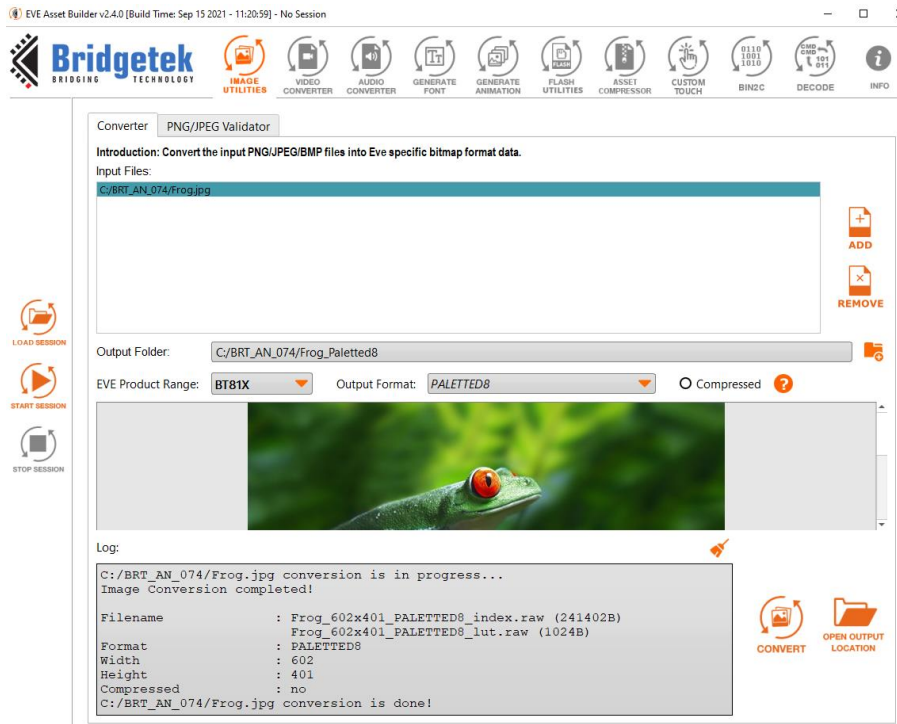 EVE Asset Builder v2.4.0 [Build Time: Sep 15 2021 - 11:20:59] - No Session
Bridgetek
BRIDGING TECHNOLOGY
IMAGE UTILITIES
VIDEO CONVERTER
AUDIO CONVERTER
GENERATE FONT
GENERATE ANIMATION
FLASH UTILITIES
ASSET COMPRESSOR
CUSTOM TOUCH
BIN2C
DECODE
INFO
Converter PNG/JPEG Validator
Introduction: Convert the input PNG/JPEG/BMP files into Eve specific bitmap format data.
Input Files:
C:/BRT_AN_074/Frog.jpg
ADD
REMOVE
LOAD SESSION
START SESSION
STOP SESSION
Output Folder: C:/BRT_AN_074/Frog_Paletted8
EVE Product Range: BT81X Output Format: PALETTED8 Compressed ?
Log:
C:/BRT_AN_074/Frog.jpg conversion is in progress...
Image Conversion completed!
Filename : Frog_602x401_PALETTED8_index.raw (241402B)
Frog_602x401_PALETTED8_lut.raw (1024B)
Format : PALETTED8
Width : 602
Height : 401
Compressed : no
C:/BRT_AN_074/Frog.jpg conversion is done!
CONVERT
OPEN OUTPUT LOCATION